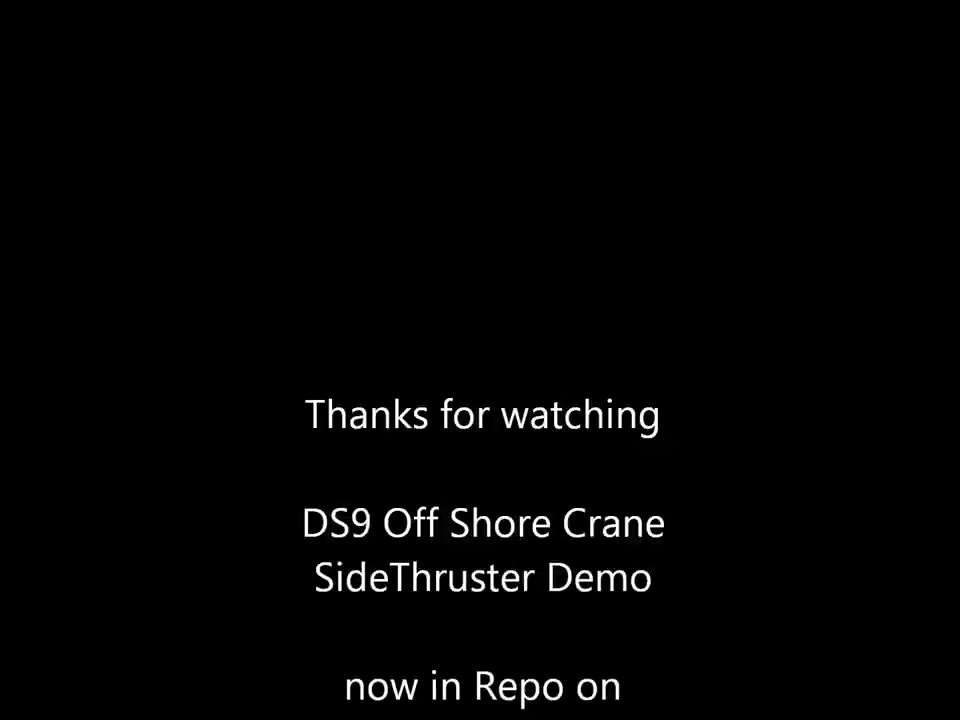 Thanks for watching
DS9 Off Shore Crane
SideThruster Demo
now in Repo on